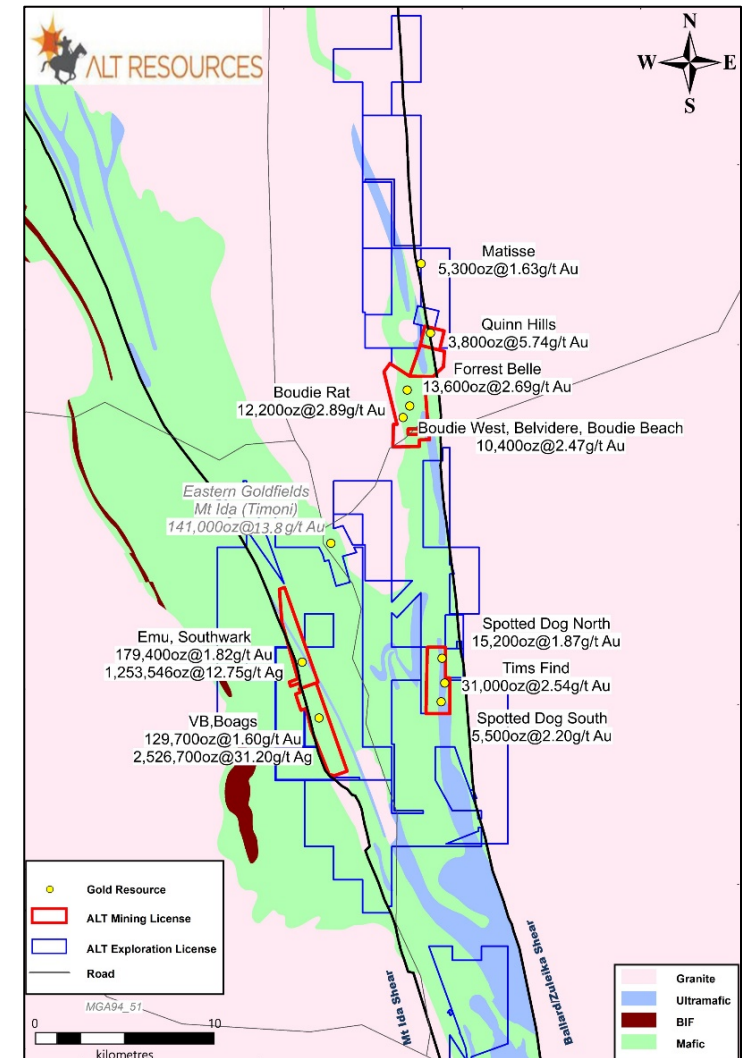 ALT RESOURCES
N
W E
S
Matisse
5,300oz@1.63g/t Au
Quinn Hills
3,800oz@5.74g/t Au
Forrest Belle
13,600oz@2.69g/t Au
Boudie Rat
12,200oz@2.89g/t Au
Boudie West, Belvidere, Boudie Beach
10,400oz@2.47g/t Au
Eastern Goldfields
Mt Ida (Timoni)
141,000oz@13.8g/t Au
Emu, Southwark
179,400oz@1.82g/t Au
1,253,546oz@12.75g/t Ag
Spotted Dog North
15,200oz@1.87g/t Au
Tims Find
31,000oz@2.54g/t Au
Spotted Dog South
5,500oz@2.20g/t Au
VB,Boags
129,700oz@1.60g/t Au
2,526,700oz@31.20g/t Ag
Gold Resource
ALT Mining License
ALT Exploration License
Road
MGA94_51
0 10
kilometres
Mt Ida Shear
Ballard/Zuleika Shear
Granite
Ultramafic
BIF
Mafic